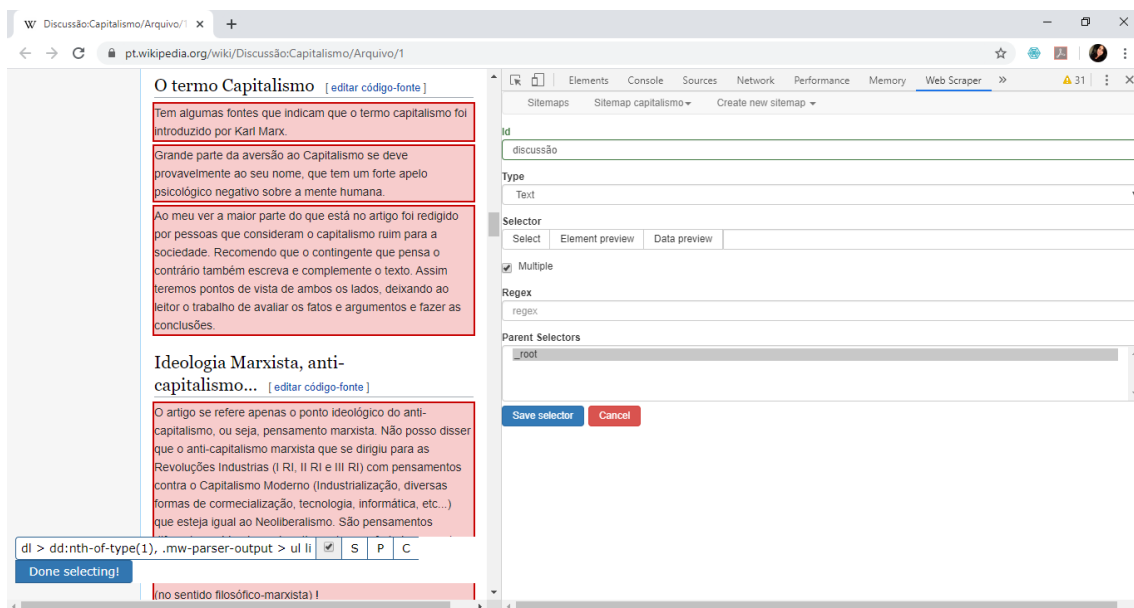 W Discussão:Capitalismo/Arquivo/1
pt.wikipedia.org/wiki/Discussão:Capitalismo/Arquivo/1
O termo Capitalismo [ editar código-fonte ]
Tem algumas fontes que indicam que o termo capitalismo foi
introduzido por Karl Marx.
Grande parte da aversão ao Capitalismo se deve
provavelmente ao seu nome, que tem um forte apelo
psicológico negativo sobre a mente humana.
Ao meu ver a maior parte do que está no artigo foi redigido
por pessoas que consideram o capitalismo ruim para a
sociedade. Recomendo que o contingente que pensa o
contrário também escreva e complemente o texto. Assim
teremos pontos de vista de ambos os lados, deixando ao
leitor o trabalho de avaliar os fatos e argumentos e fazer as
conclusões.
Ideologia Marxista, anti-
capitalismo... [ editar código-fonte ]
O artigo se refere apenas o ponto ideológico do anti-
capitalismo, ou seja, pensamento marxista. Não posso disser
que o anti-capitalismo marxista que se dirigiu para as
Revoluções Industrias (I RI, II RI e III RI) com pensamentos
contra o Capitalismo Moderno (Industrialização, diversas
formas de cormecialização, tecnologia, informática, etc...)
que esteja igual ao Neoliberalismo. São pensamentos
dl > dd:nth-of-type(1), .mw-parser-output > ul li S P C
Done selecting!
(no sentido filosófico-marxista) !
Elements Console Sources Network Performance Memory Web Scraper » 31
Sitemaps Sitemap capitalismo Create new sitemap
Id
discussão
Type
Text
Selector
Select Element preview Data preview
Multiple
Regex
regex
Parent Selectors
_root
Save selector Cancel